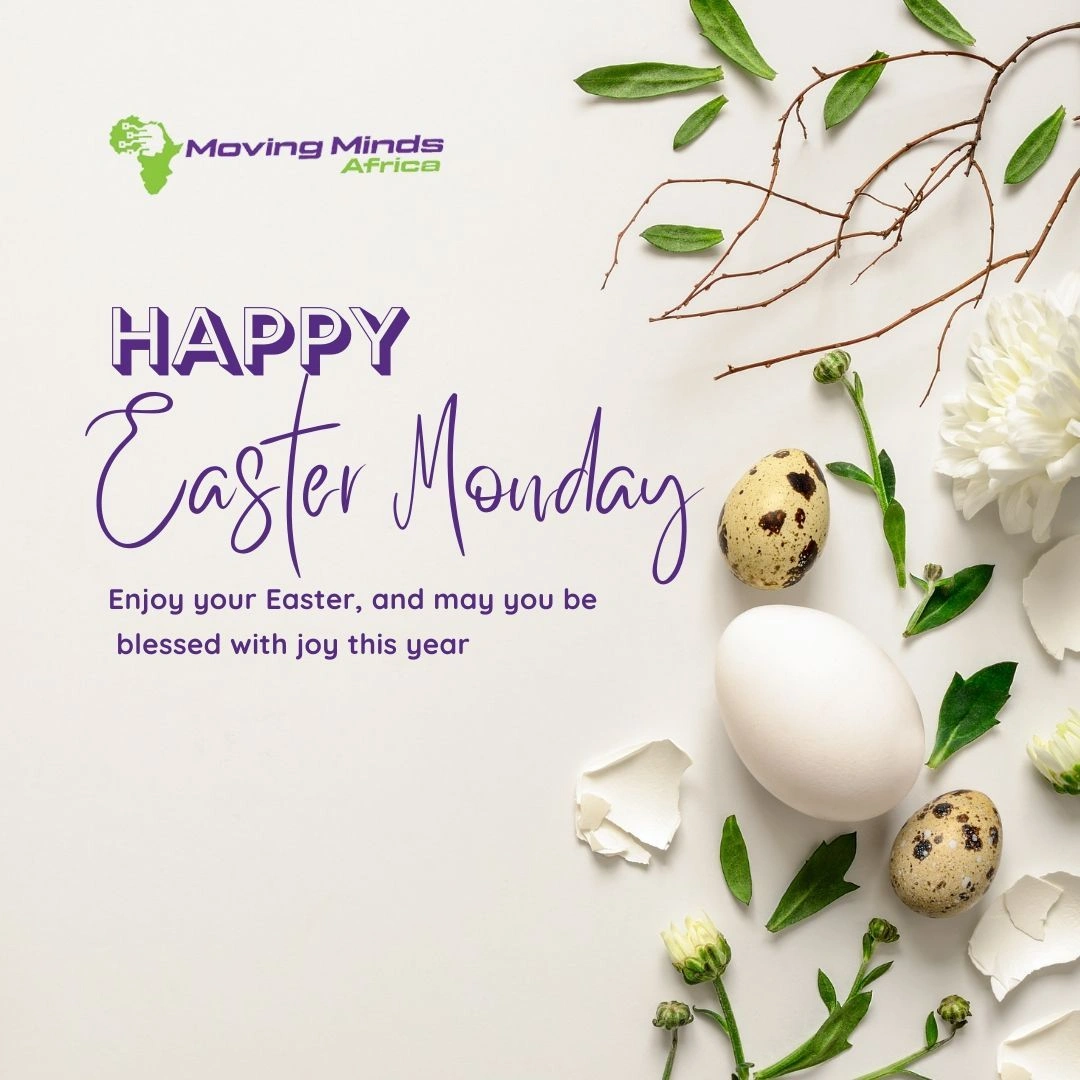 Moving Minds
Africa
HAPPY
Easter Monday
Enjoy your Easter, and may you be
blessed with joy this year